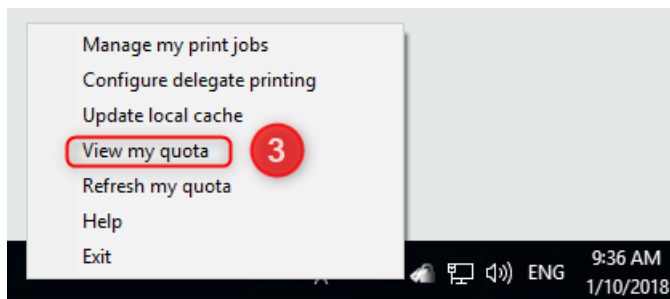 Manage my print jobs
Configure delegate printing
Update local cache
View my quota
3
Refresh my quota
Help
Exit
ENG
9:36 AM
1/10/2018